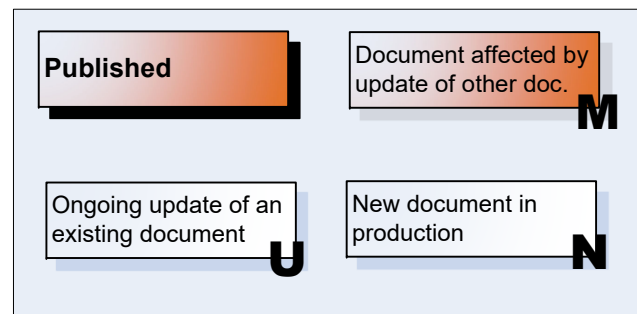 Published
Document affected by
update of other doc.
M
Ongoing update of an
existing document
U
New document in
production
N